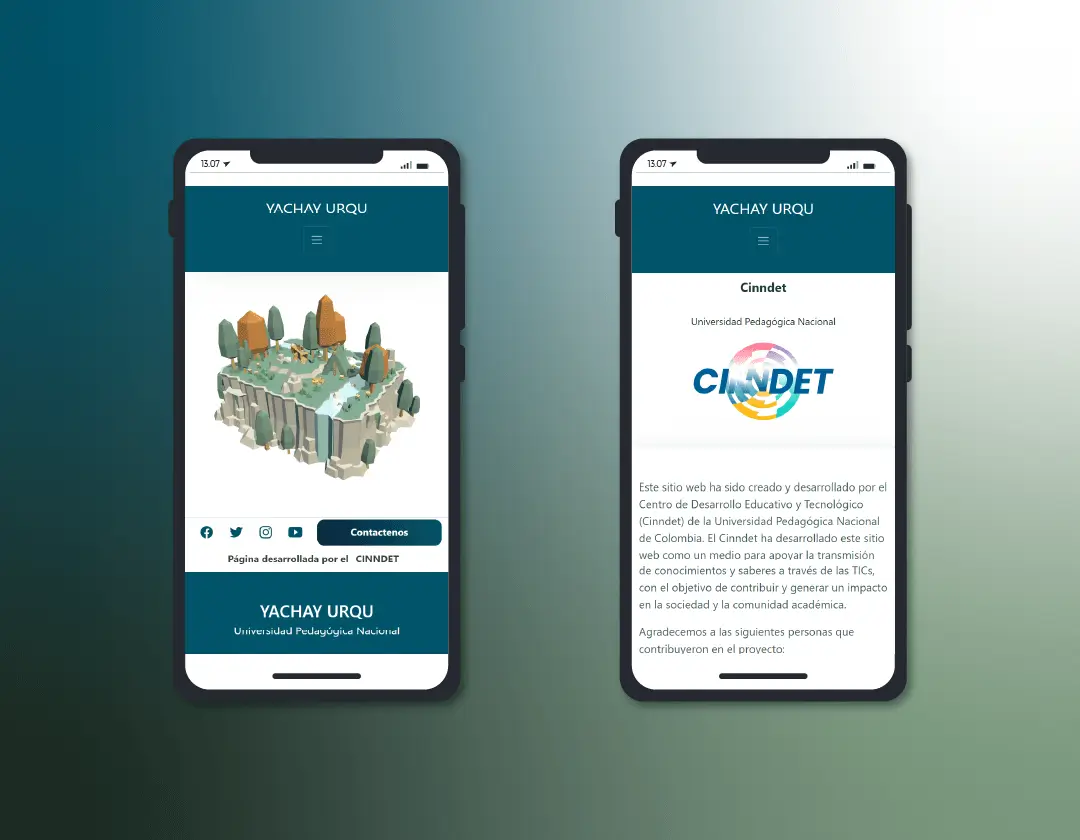 13.07
YACHAY URQU
Contactenos
Página desarrollada por el CINNDET
YACHAY URQU
Universidad Pedagógica Nacional
13.07
YACHAY URQU
Cinndet
Universidad Pedagógica Nacional
CINNDET
Este sitio web ha sido creado y desarrollado por el
Centro de Desarrollo Educativo y Tecnológico
(Cinndet) de la Universidad Pedagógica Nacional
de Colombia. El Cinndet ha desarrollado este sitio
web como un medio para apoyar la transmisión
de conocimientos y saberes a través de las TICs,
con el objetivo de contribuir y generar un impacto
en la sociedad y la comunidad académica.
Agradecemos a las siguientes personas que
contribuyeron en el proyecto: